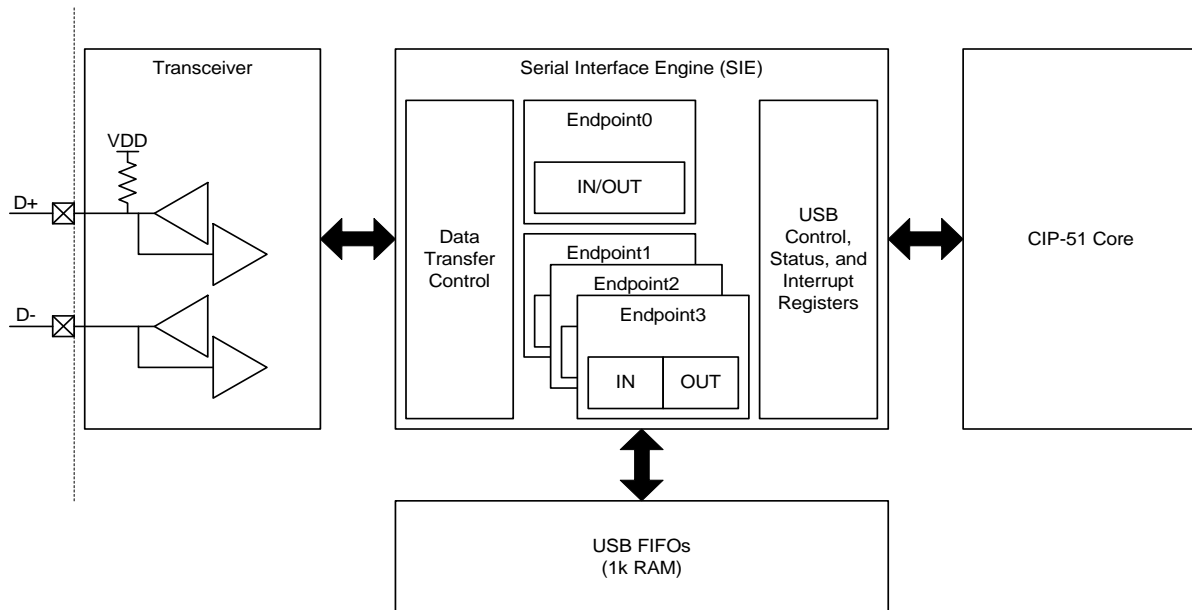 Transceiver
VDD
D+
D-
Serial Interface Engine (SIE)
Data
Transfer
Control
Endpoint0
IN/OUT
Endpoint1
Endpoint2
Endpoint3
IN
OUT
USB
Control,
Status, and
Interrupt
Registers
CIP-51 Core
USB FIFOs
(1k RAM)